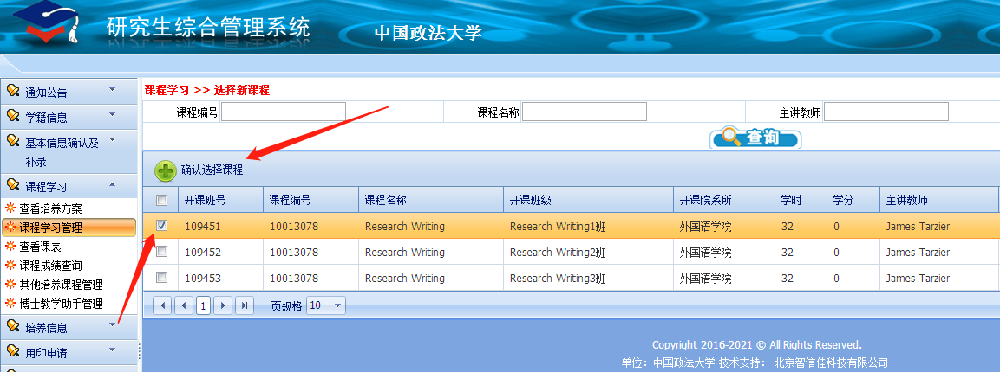 研究生综合管理系统 中国政法大学
通知公告
学籍信息
基本信息确认及
补录
课程学习
查看培养方案
课程学习管理
查看课表
课程成绩查询
其他培养课程管理
博士教学助手管理
培养信息
用印申请
课程学习 >> 选择新课程
课程编号 课程名称 主讲教师
查询
确认选择课程
开课班号 课程编号 课程名称 开课班级 开课院系所 学时 学分 主讲教师
109451 10013078 Research Writing Research Writing1班 外国语学院 32 0 James Tarzier
109452 10013078 Research Writing Research Writing2班 外国语学院 32 0 James Tarzier
109453 10013078 Research Writing Research Writing3班 外国语学院 32 0 James Tarzier
1 页规格 10
Copyright 2016-2021 © All Rights Reserved.
单位：中国政法大学 技术支持： 北京智信佳科技有限公司